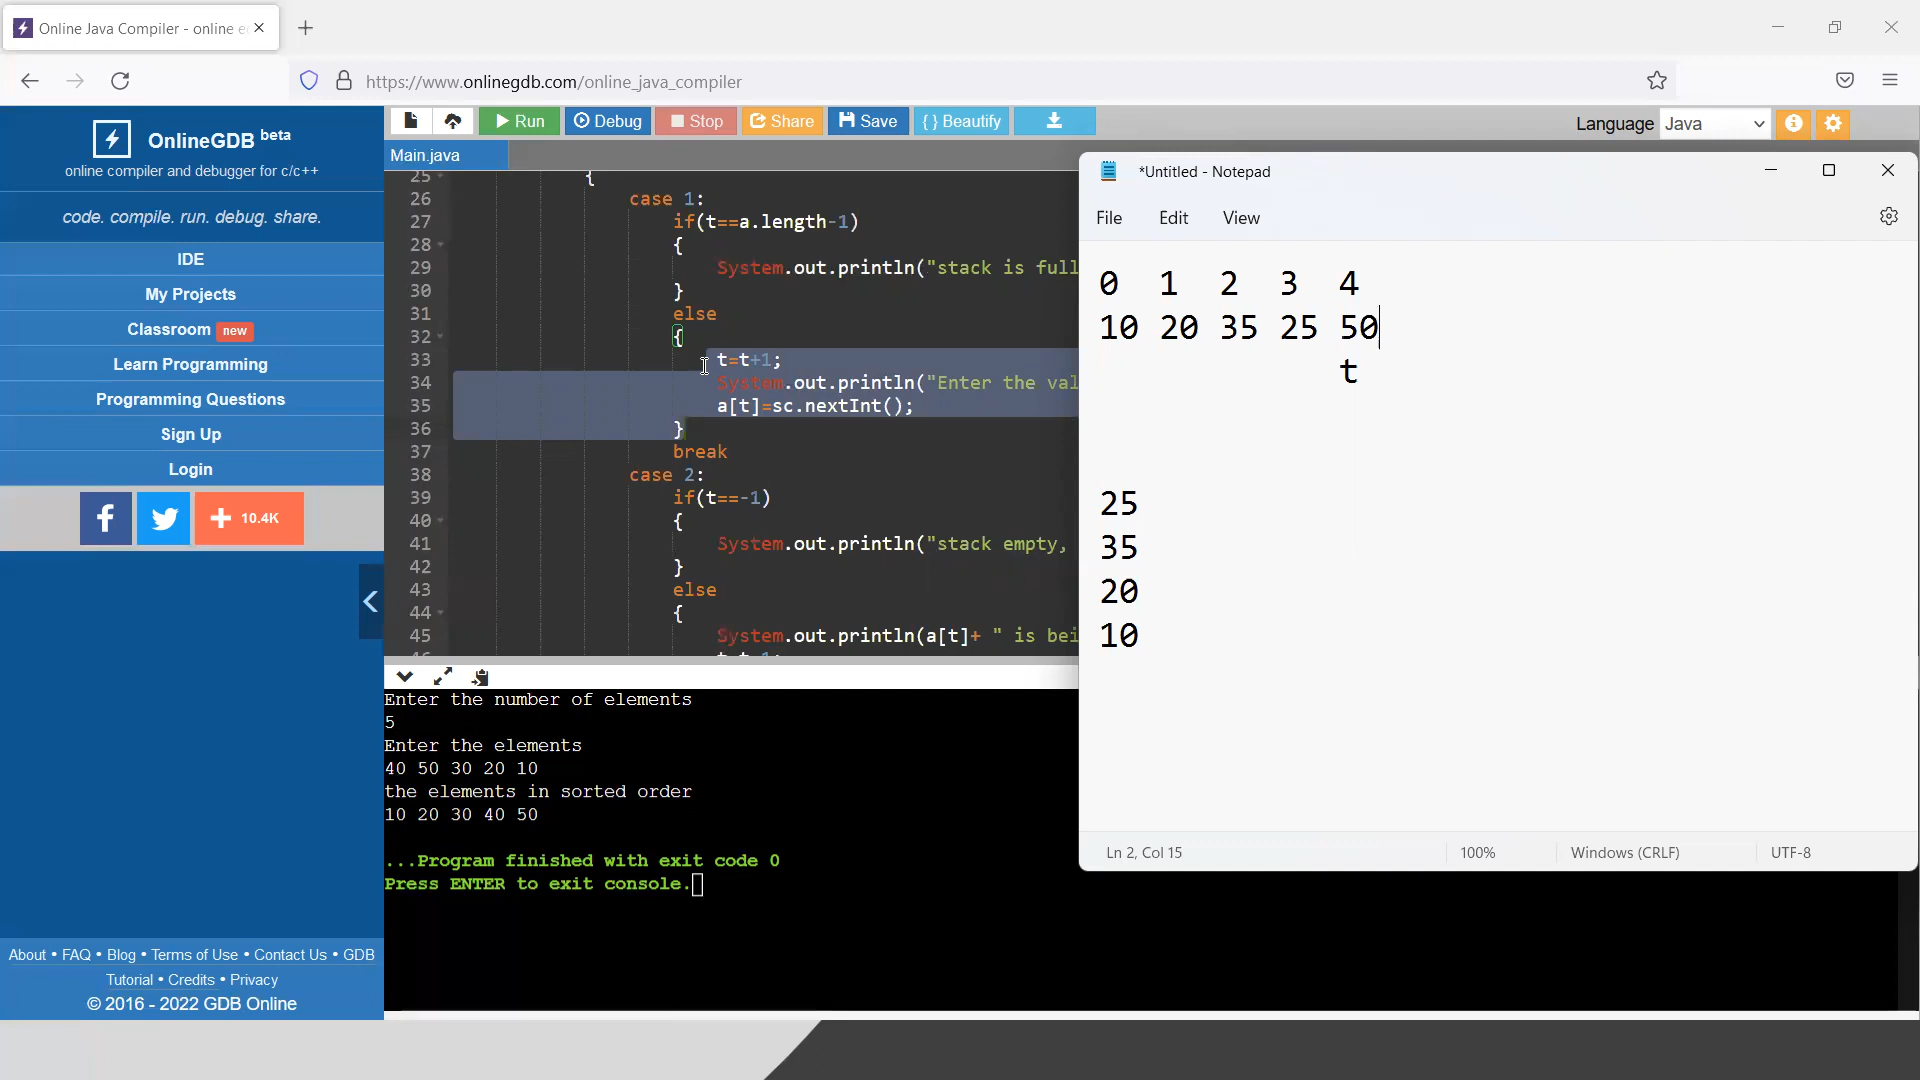 Online Java Compiler - online e
https://www.onlinegdb.com/online_java_compiler
OnlineGDB beta
online compiler and debugger for c/c++
code. compile. run. debug. share.
IDE
My Projects
Classroom new
Learn Programming
Programming Questions
Sign Up
Login
10.4K
About • FAQ • Blog • Terms of Use • Contact Us • GDB
Tutorial • Credits • Privacy
© 2016 - 2022 GDB Online
Run Debug Stop Share Save { } Beautify
Language Java
Main.java
25 {
26 case 1:
27 if(t==a.length-1)
28 {
29 System.out.println("stack is full
30 }
31 else
32 {
33 t=t+1;
34 System.out.println("Enter the val
35 a[t]=sc.nextInt();
36 }
37 break
38 case 2:
39 if(t==-1)
40 {
41 System.out.println("stack empty,
42 }
43 else
44 {
45 System.out.println(a[t]+ " is bei
Enter the number of elements
5
Enter the elements
40 50 30 20 10
the elements in sorted order
10 20 30 40 50
...Program finished with exit code 0
Press ENTER to exit console.
*Untitled - Notepad
File Edit View
0 1 2 3 4
10 20 35 25 50
t
25
35
20
10
Ln 2, Col 15
100%
Windows (CRLF)
UTF-8